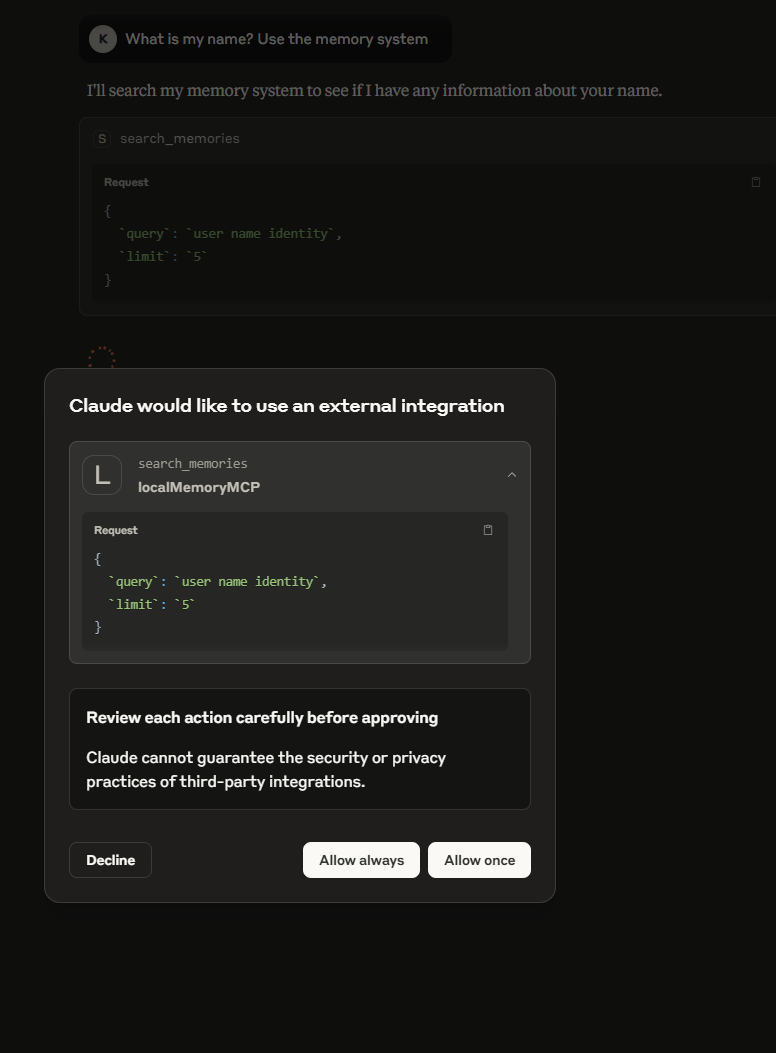 K What is my name? Use the memory system
I'll search my memory system to see if I have any information about your name.
S search_memories
Request
{
`query`: `user name identity`,
`limit`: `5`
}
Claude would like to use an external integration
L
search_memories
localMemoryMCP
Request
{
`query`: `user name identity`,
`limit`: `5`
}
Review each action carefully before approving
Claude cannot guarantee the security or privacy
practices of third-party integrations.
Decline Allow always Allow once